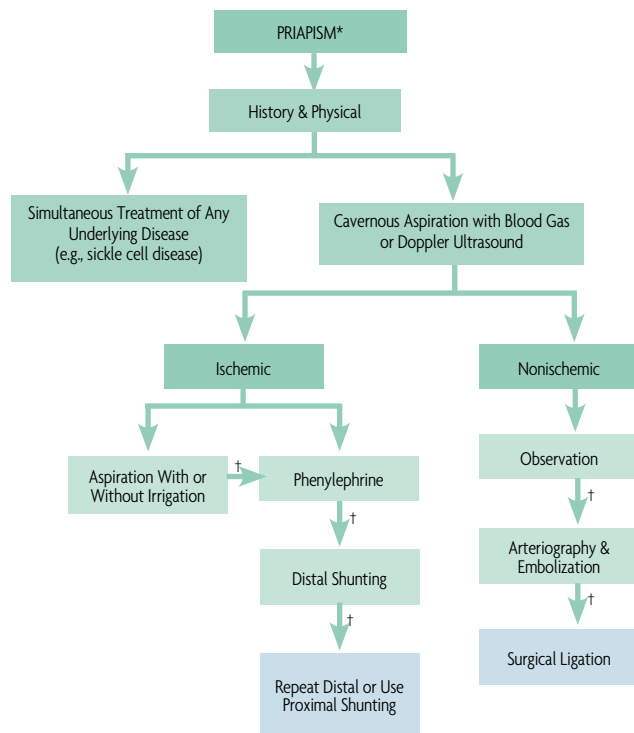 PRIAPISM*
History & Physical
Simultaneous Treatment of Any
Underlying Disease
(e.g., sickle cell disease)
Cavernous Aspiration with Blood Gas
or Doppler Ultrasound
Ischemic
Nonischemic
Aspiration With or
Without Irrigation
†
Phenylephrine
†
Distal Shunting
†
Repeat Distal or Use
Proximal Shunting
Observation
†
Arteriography &
Embolization
†
Surgical Ligation